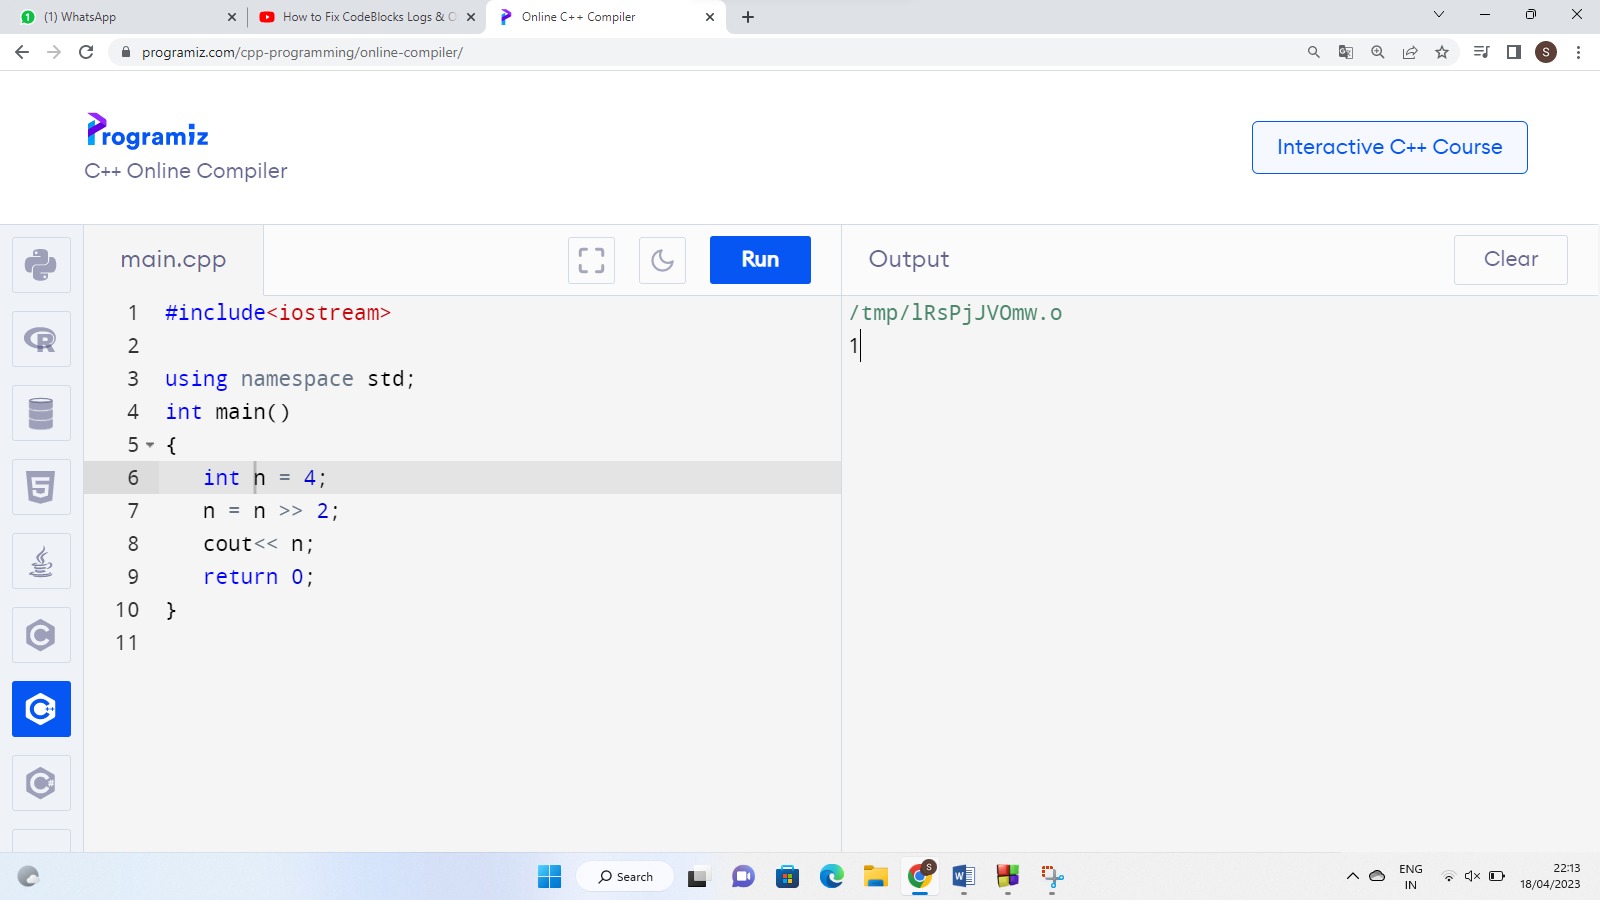 (1) WhatsApp
How to Fix CodeBlocks Logs & O
Online C++ Compiler
programiz.com/cpp-programming/online-compiler/
S
Programiz
C++ Online Compiler
Interactive C++ Course
main.cpp
Run
Output
Clear
1 #include<iostream>
2
3 using namespace std;
4 int main()
5 {
6 int n = 4;
7 n = n >> 2;
8 cout<< n;
9 return 0;
10 }
11
/tmp/lRsPjJVOmw.o
1
Search
S
ENG
IN
22:13
18/04/2023